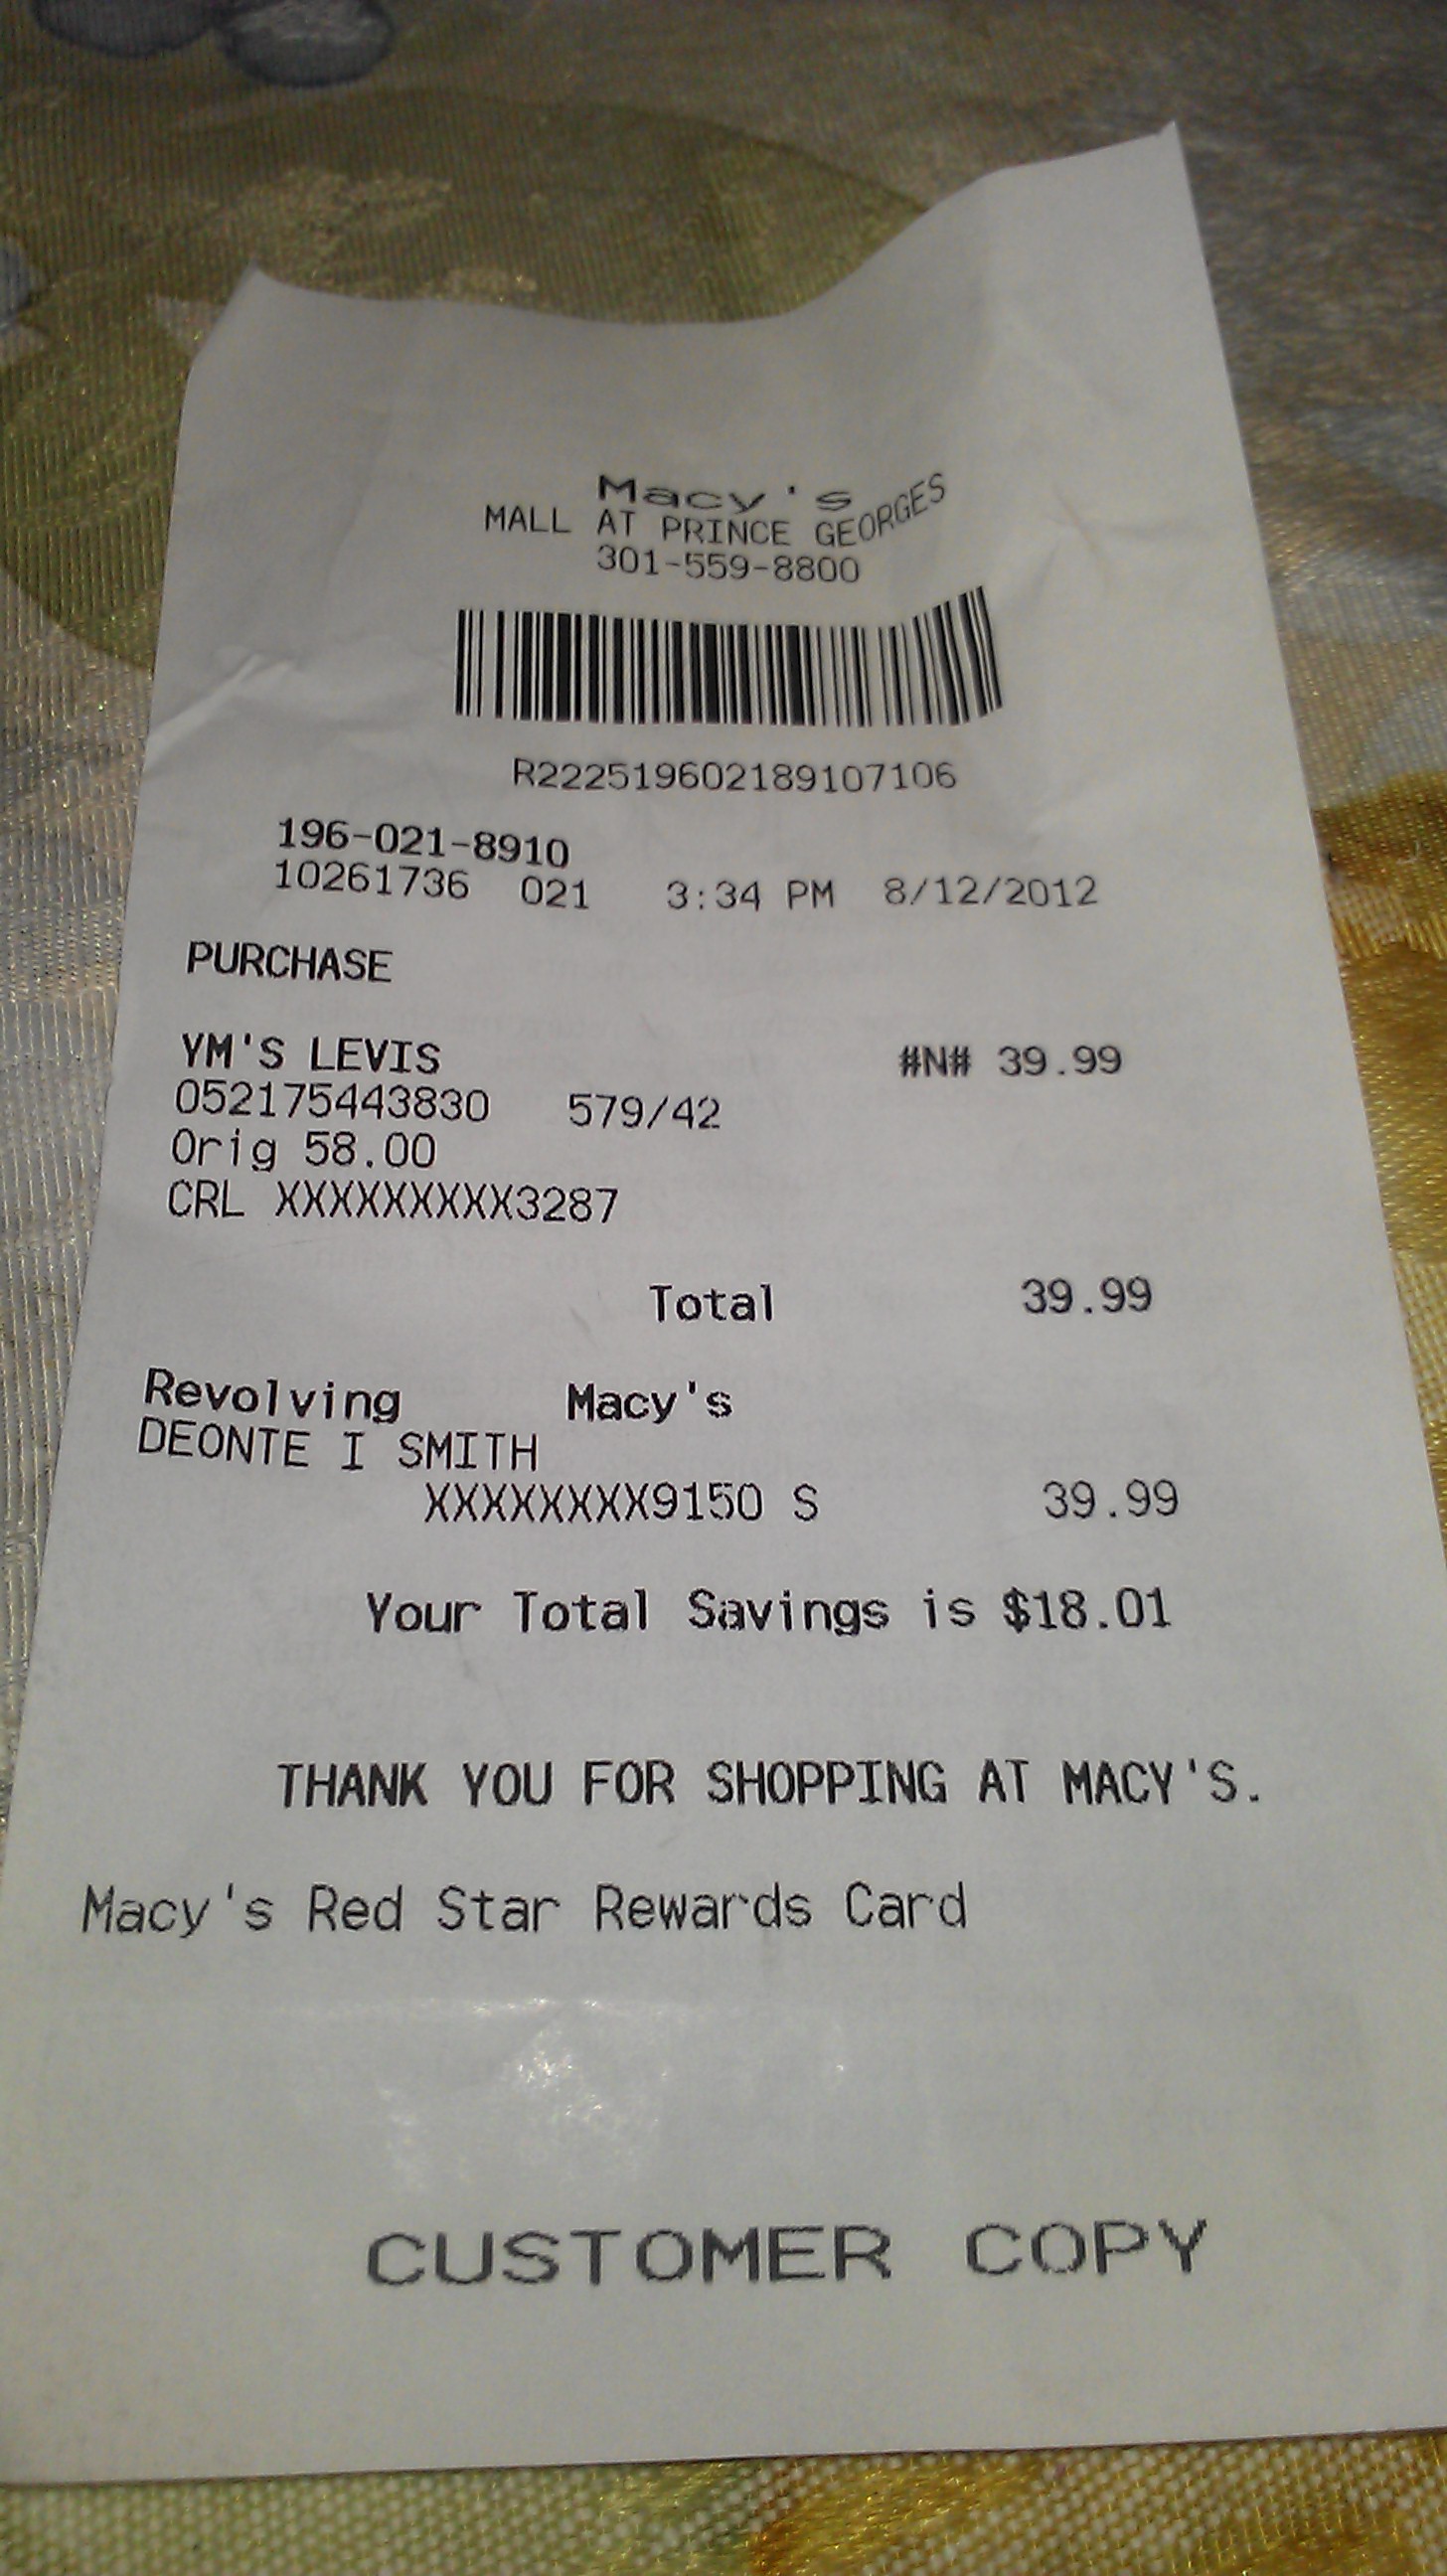 Macy's
MALL AT PRINCE GEORGES
301-559-8800
R222519602189107106
196-021-8910
10261736 021 3:34 PM 8/12/2012
PURCHASE
YM'S LEVIS #N# 39.99
052175443830 579/42
Orig 58.00
CRL XXXXXXXXX3287
Total 39.99
Revolving Macy's
DEONTE I SMITH
XXXXXXXX9150 S 39.99
Your Total Savings is $18.01
THANK YOU FOR SHOPPING AT MACY'S.
Macy's Red Star Rewards Card
CUSTOMER COPY